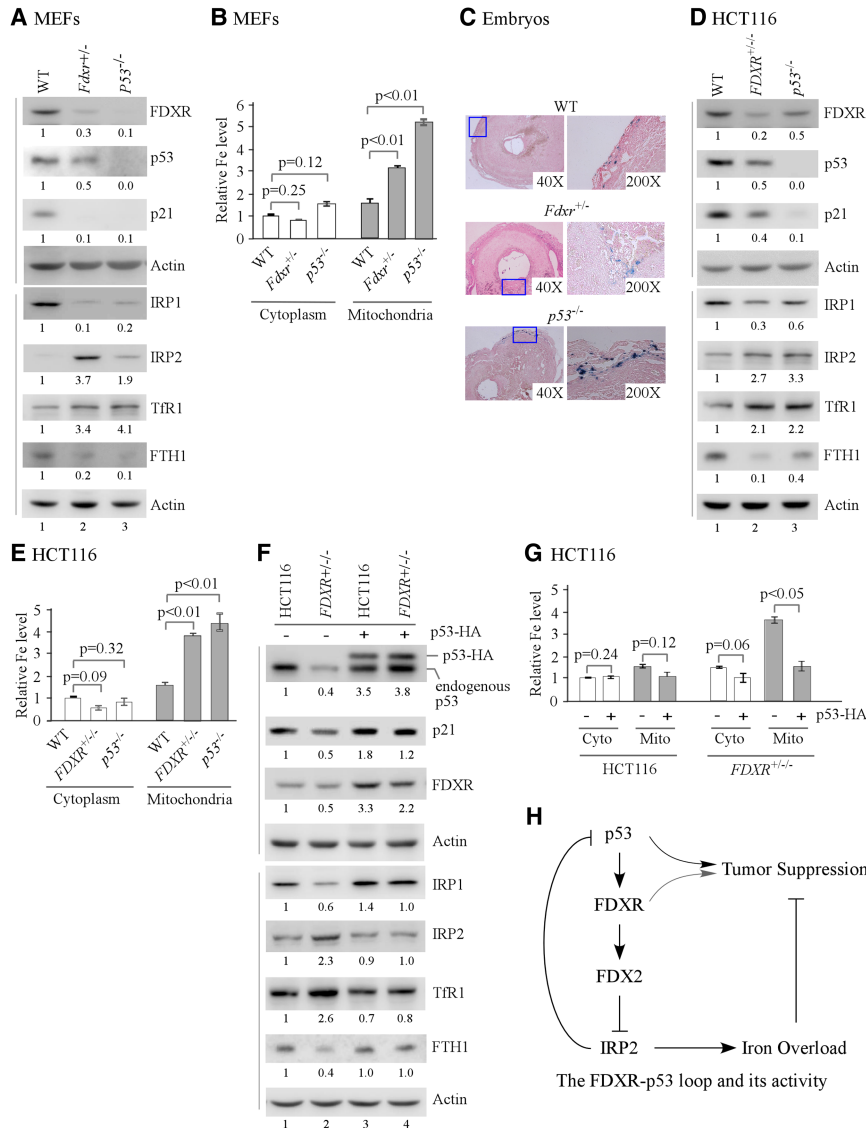 A MEFs
WT
Fdxr+/-
P53-/-
FDXR
1 0.3 0.1
p53
1 0.5 0.0
p21
1 0.1 0.1
Actin
IRP1
1 0.1 0.2
IRP2
1 3.7 1.9
TfR1
1 3.4 4.1
FTH1
1 0.2 0.1
Actin
1 2 3
B MEFs
Relative Fe level
6
5
4
3
2
1
0
p<0.01
p<0.01
p=0.12
p=0.25
WT
Fdxr+/-
p53-/-
WT
Fdxr+/-
p53-/-
Cytoplasm Mitochondria
C Embryos
WT
40X 200X
Fdxr+/-
40X 200X
p53-/-
40X 200X
D HCT116
WT
FDXR+/-/-
p53-/-
FDXR
1 0.2 0.5
p53
1 0.5 0.0
p21
1 0.4 0.1
Actin
IRP1
1 0.3 0.6
IRP2
1 2.7 3.3
TfR1
1 2.1 2.2
FTH1
1 0.1 0.4
Actin
1 2 3
E HCT116
Relative Fe level
5
4
3
2
1
0
p<0.01
p<0.01
p=0.32
p=0.09
WT
FDXR+/-/-
p53-/-
WT
FDXR+/-/-
p53-/-
Cytoplasm Mitochondria
F
HCT116
FDXR+/-/-
HCT116
FDXR+/-/-
- - + + p53-HA
p53-HA
endogenous
p53
1 0.4 3.5 3.8
p21
1 0.5 1.8 1.2
FDXR
1 0.5 3.3 2.2
Actin
IRP1
1 0.6 1.4 1.0
IRP2
1 2.3 0.9 1.0
TfR1
1 2.6 0.7 0.8
FTH1
1 0.4 1.0 1.0
Actin
1 2 3 4
G HCT116
Relative Fe level
5
4
3
2
1
0
p=0.24
p=0.12
p=0.06
p<0.05
- + - + - + - + p53-HA
Cyto Mito Cyto Mito
HCT116 FDXR+/-/-
H
p53
Tumor Suppression
FDXR
FDX2
IRP2 Iron Overload
The FDXR-p53 loop and its activity